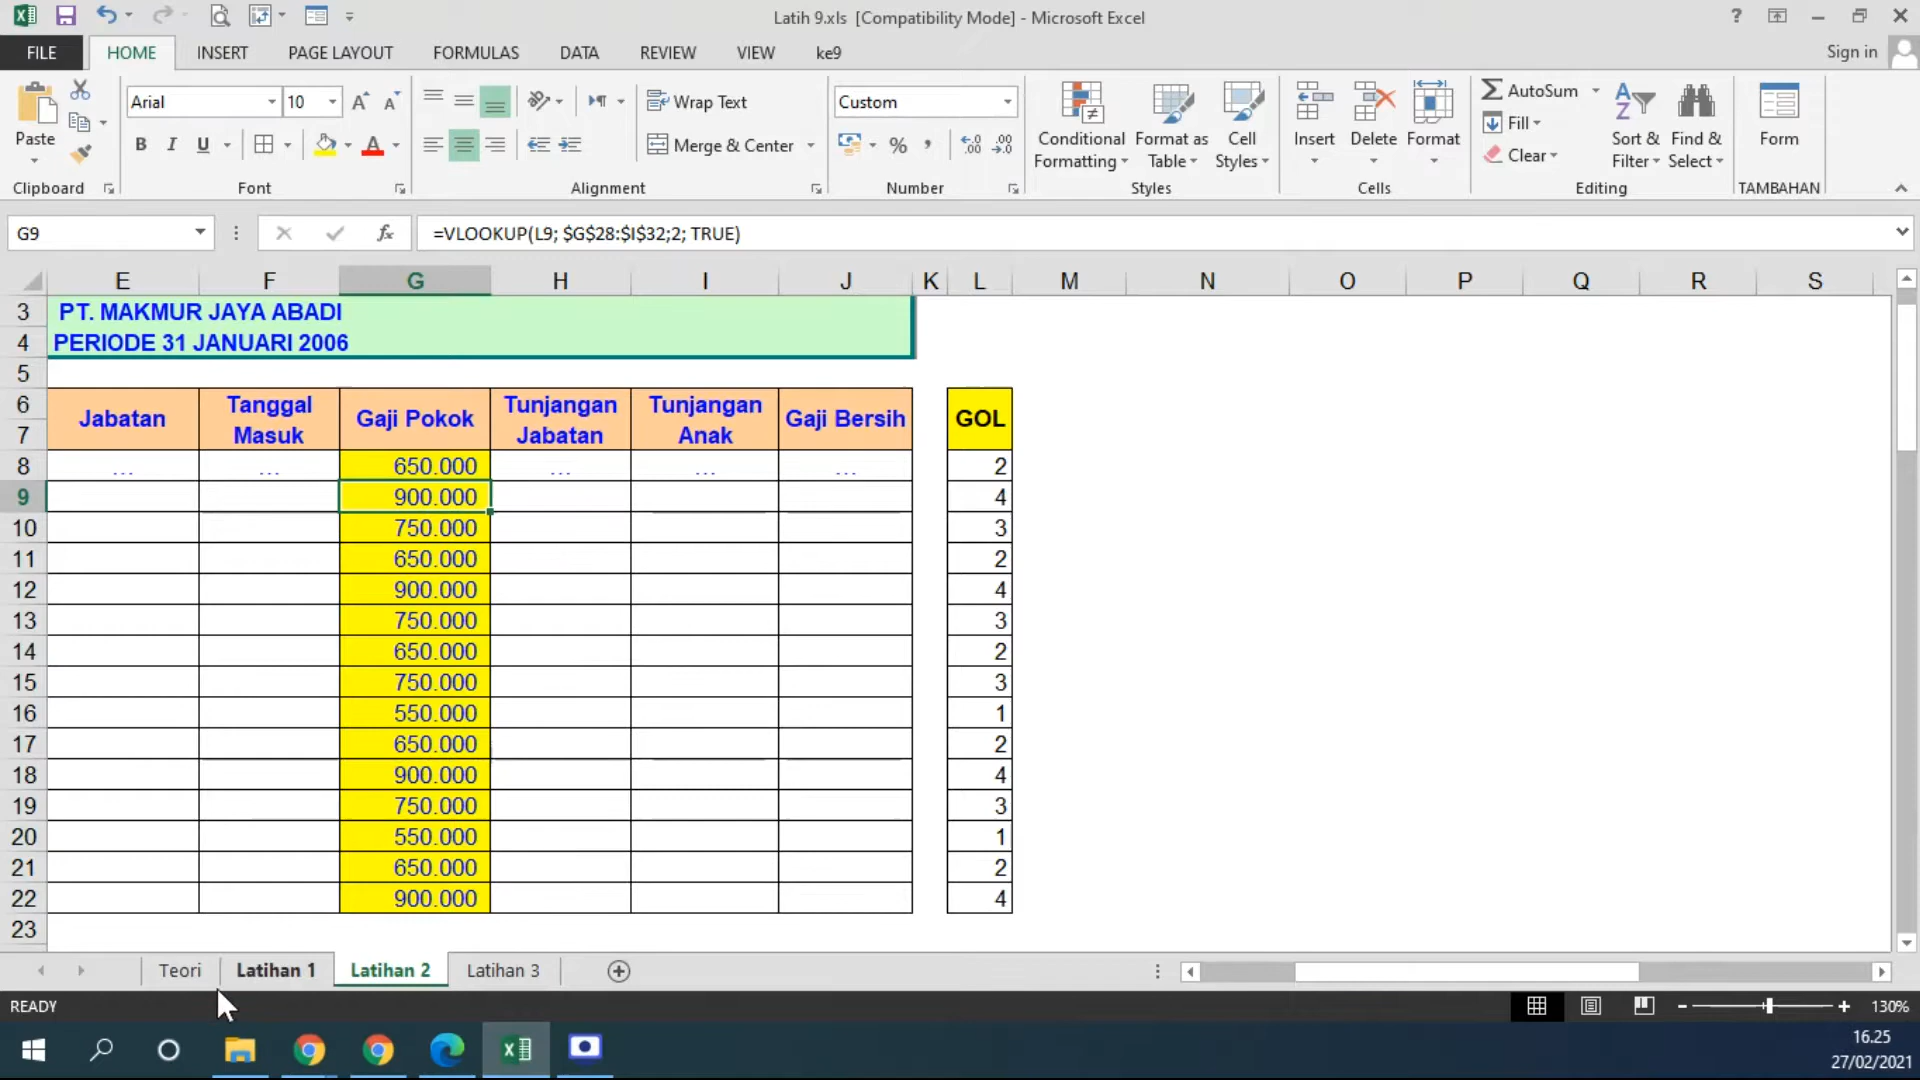 Latih 9.xls [Compatibility Mode] - Microsoft Excel
?
FILE HOME INSERT PAGE LAYOUT FORMULAS DATA REVIEW VIEW ke9 Sign in
Arial 10 Wrap Text Custom AutoSum
Paste B I U Merge & Center % Conditional Formatting Format as Table Cell Styles Insert Delete Format Fill Clear Sort & Filter Find & Select Form
Clipboard Font Alignment Number Styles Cells Editing TAMBAHAN
G9 fx =VLOOKUP(L9; $G$28:$I$32;2; TRUE)
E F G H I J K L M N O P Q R S
3 PT. MAKMUR JAYA ABADI
4 PERIODE 31 JANUARI 2006
5
6 Jabatan Tanggal Masuk Gaji Pokok Tunjangan Jabatan Tunjangan Anak Gaji Bersih GOL
7
8 ... ... 650.000 ... ... ... 2
9 900.000 4
10 750.000 3
11 650.000 2
12 900.000 4
13 750.000 3
14 650.000 2
15 750.000 3
16 550.000 1
17 650.000 2
18 900.000 4
19 750.000 3
20 550.000 1
21 650.000 2
22 900.000 4
23
Teori Latihan 1 Latihan 2 Latihan 3
READY 130%
16.25
27/02/2021